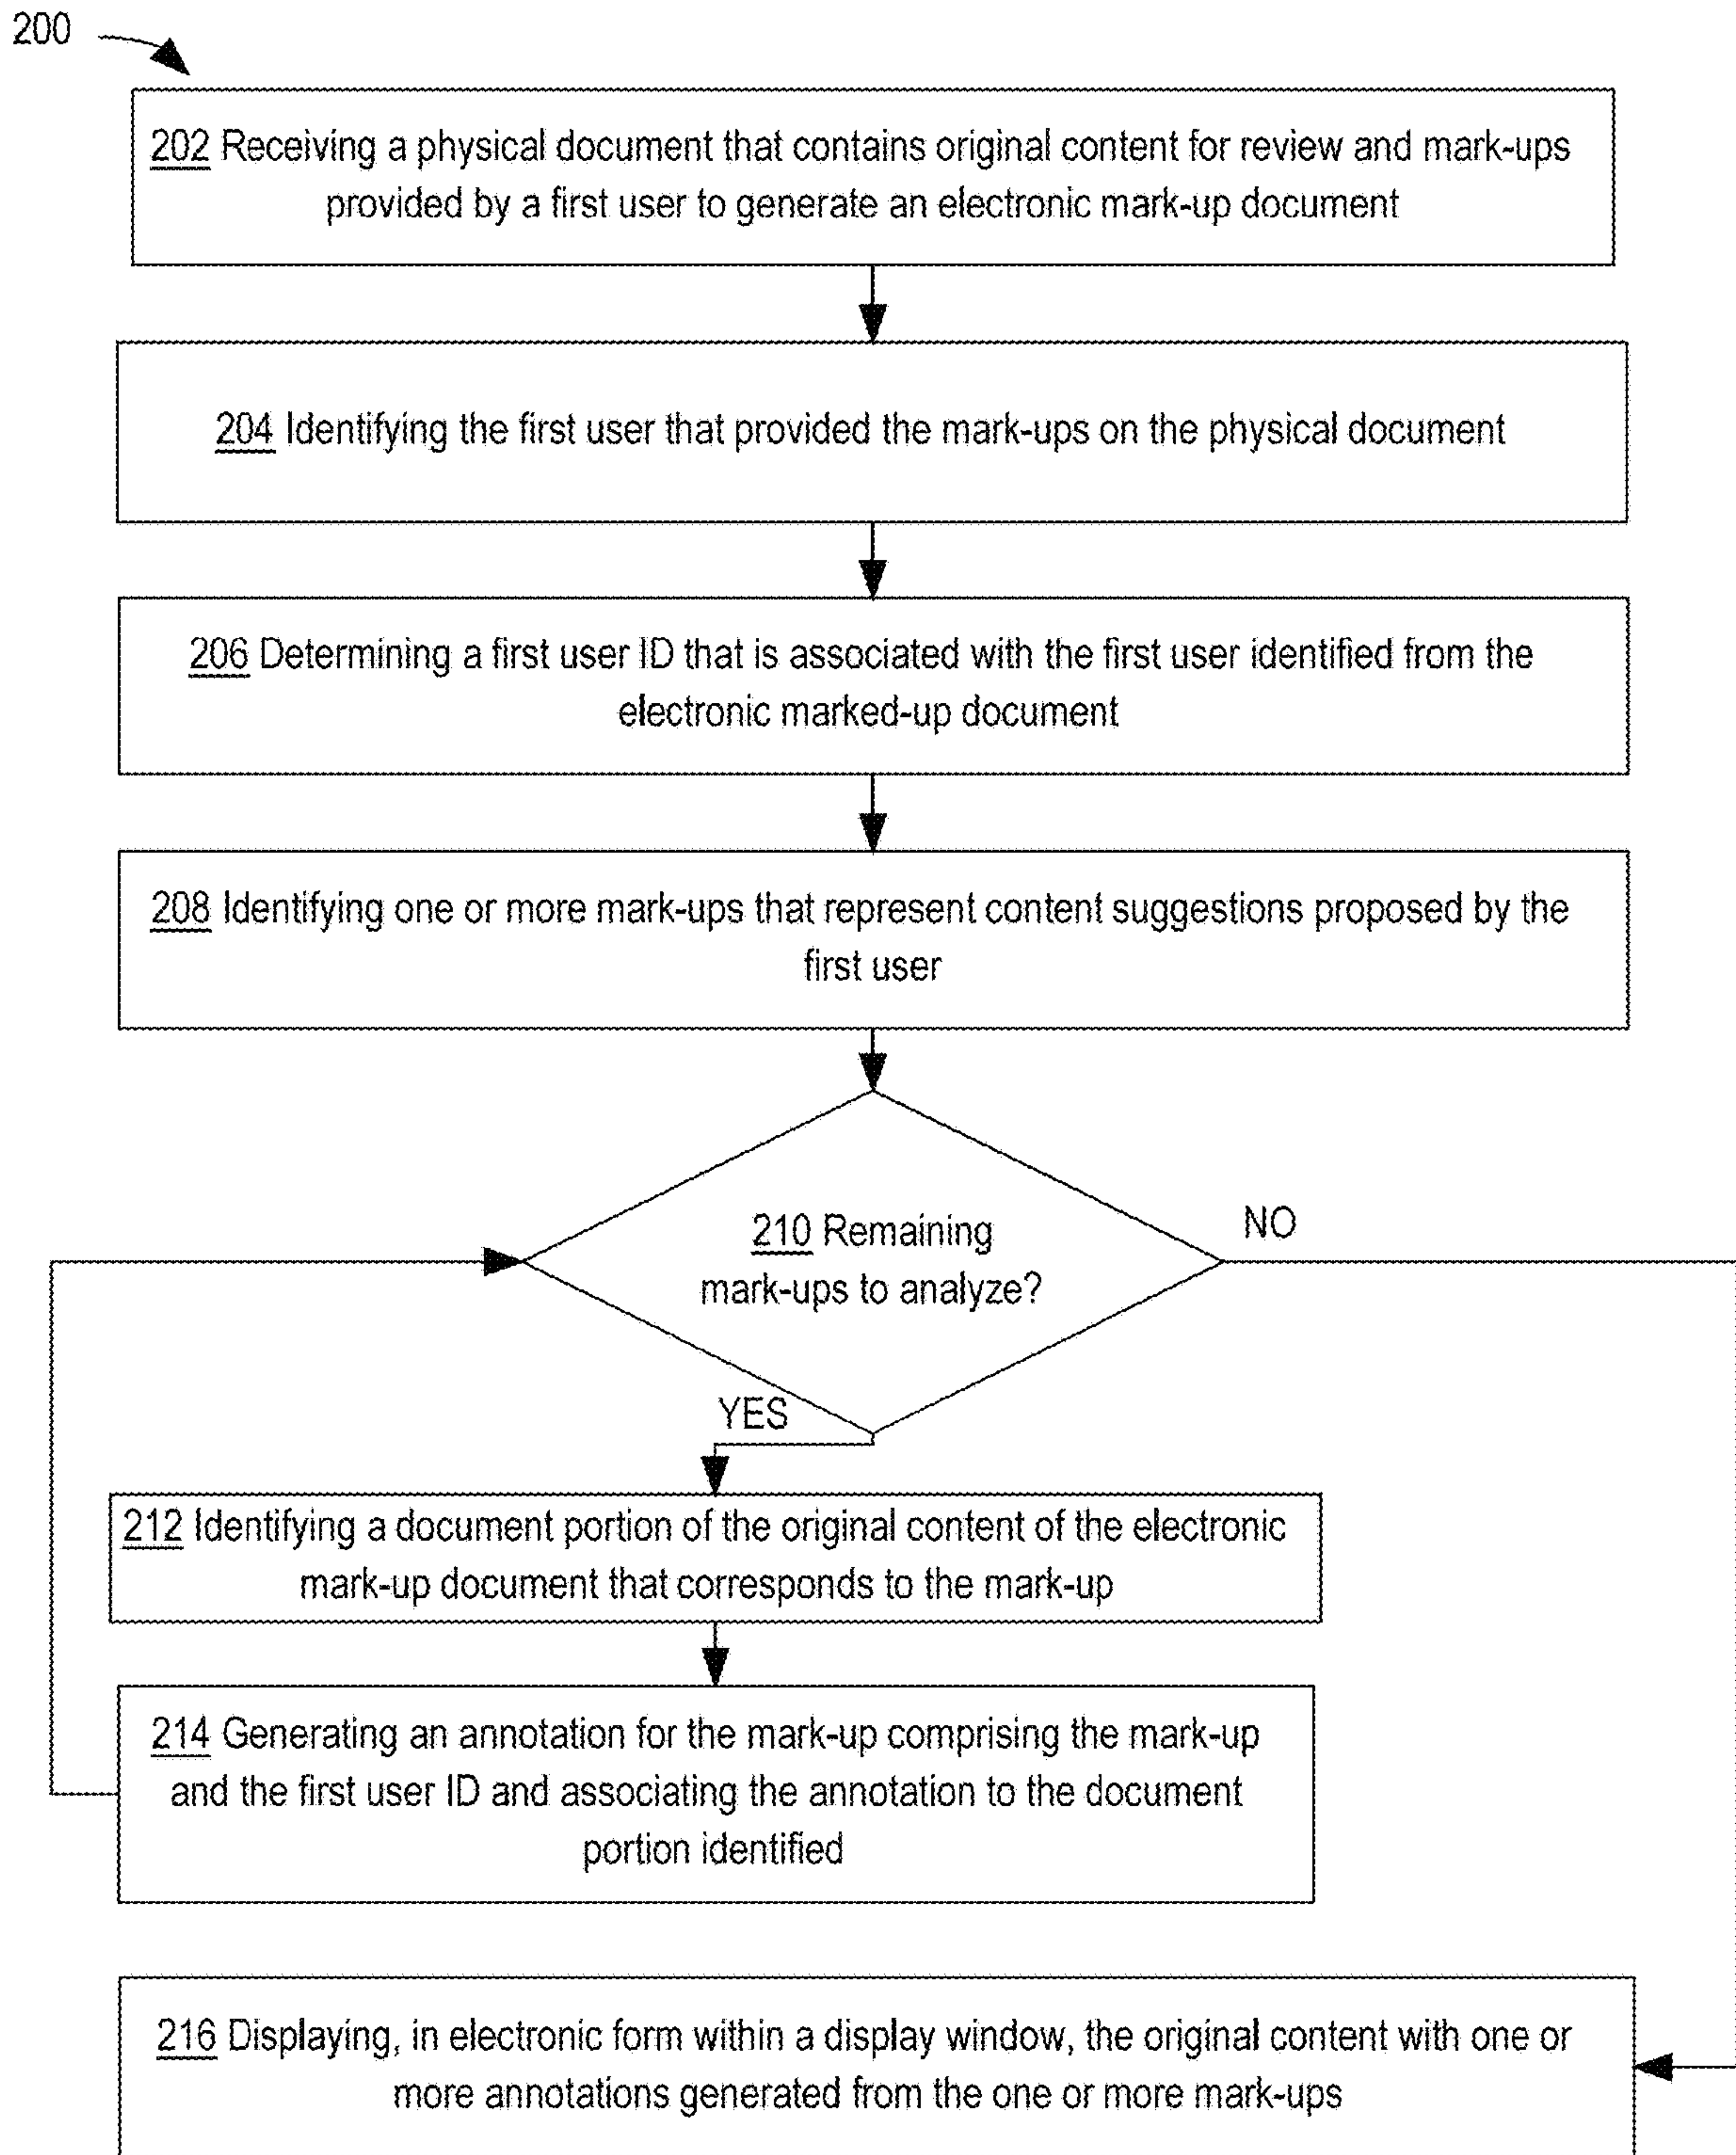 200
202 Receiving a physical document that contains original content for review and mark-ups
provided by a first user to generate an electronic mark-up document
204 Identifying the first user that provided the mark-ups on the physical document
206 Determining a first user ID that is associated with the first user identified from the
electronic marked-up document
208 Identifying one or more mark-ups that represent content suggestions proposed by the
first user
210 Remaining
mark-ups to analyze?
NO
YES
212 Identifying a document portion of the original content of the electronic
mark-up document that corresponds to the mark-up
214 Generating an annotation for the mark-up comprising the mark-up
and the first user ID and associating the annotation to the document
portion identified
216 Displaying, in electronic form within a display window, the original content with one or
more annotations generated from the one or more mark-ups